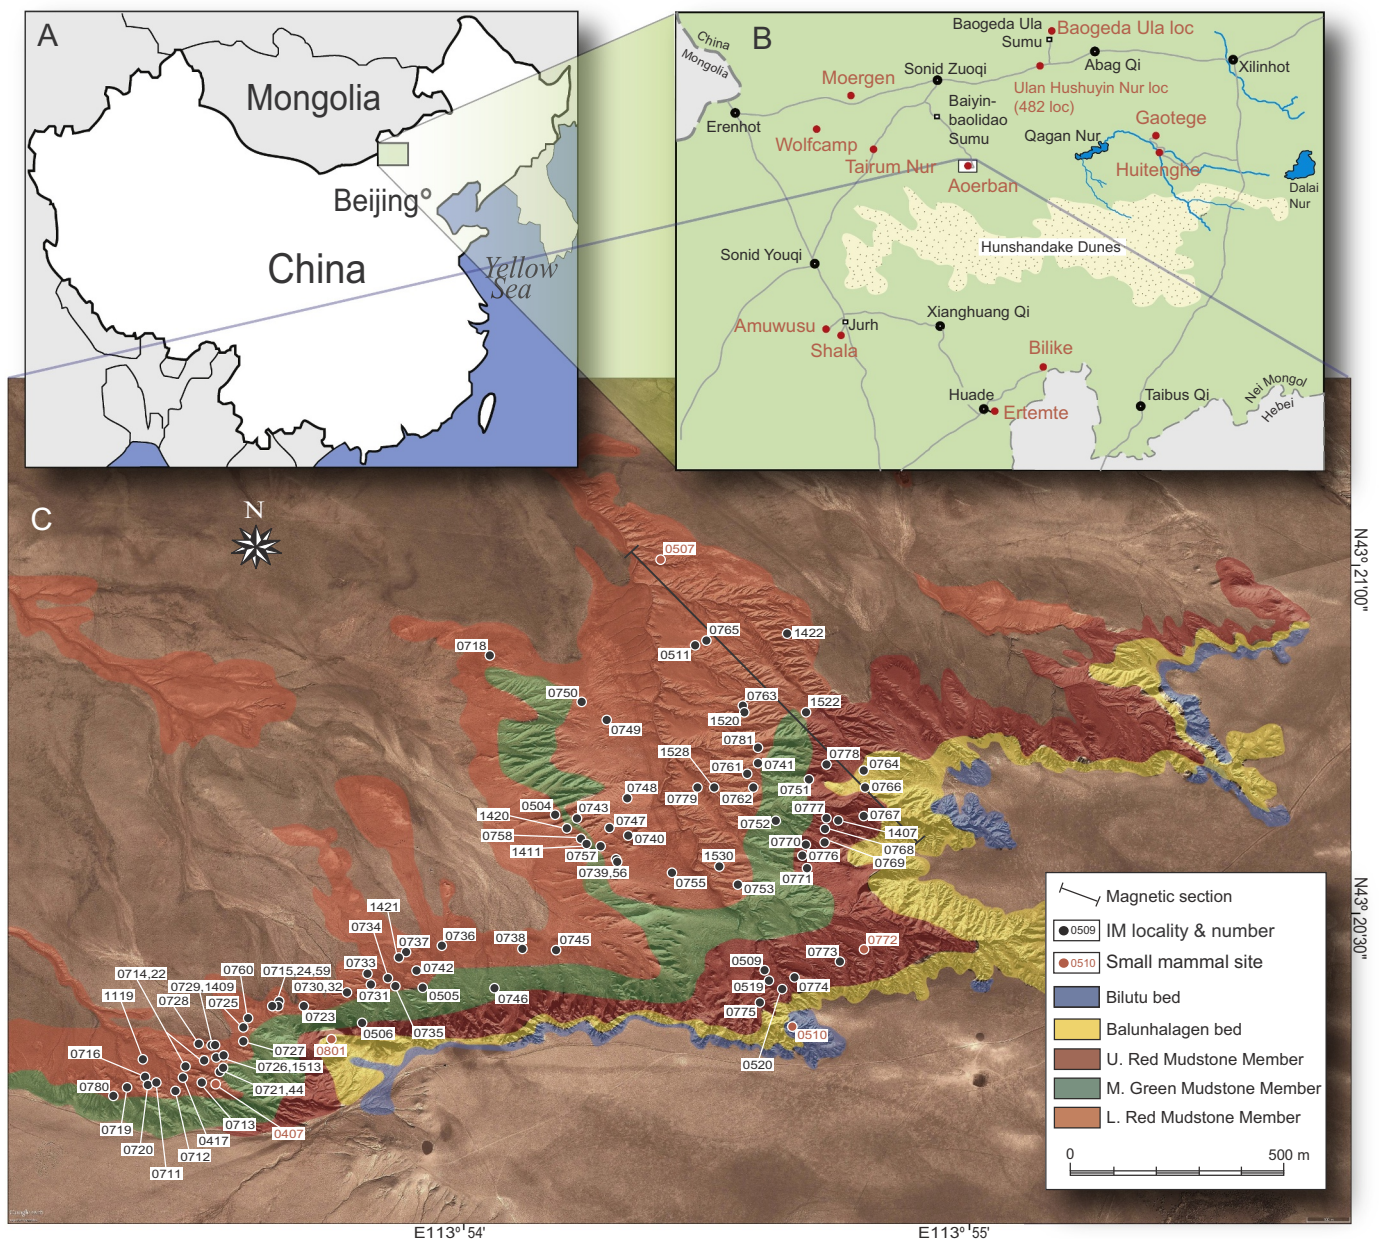 A
Mongolia
Beijing°
China
Yellow
Sea
B
China
Mongolia
Baogeda Ula
Sumu
Baogeda Ula loc
Abag Qi
Xilinhot
Sonid Zuoqi
Moergen
Ulan Hushuyin Nur loc
(482 loc)
Erenhot
Baiyin-
baolidao
Sumu
Gaotege
Qagan Nur
Wolfcamp
Tairum Nur
Huitenghe
Aoerban
Dalai
Nur
Hunshandake Dunes
Sonid Youqi
Xianghuang Qi
Amuwusu
Jurh
Shala
Bilike
Huade
Ertemte
Taibus Qi
Nei Mongol
Hebei
C
N
0507
0765
1422
0511
0718
0750
0749
0763
1520
1522
0781
1528
0761
0741
0778
0764
0779
0762
0751
0766
0748
0504
0743
1420
0747
0758
0740
1411
0757
0739,56
0752
0777
0767
1407
0770
0768
0776
0769
0771
1530
0755
0753
1421
0734
0737
0736
0738
0745
0733
0742
0760
0715,24,59
0730,32
0731
0505
0746
0714,22
0729,1409
1119
0728
0725
0723
0506
0735
0727
0801
0716
0726,1513
0780
0721,44
0719
0713
0407
0720
0417
0712
0711
0773
0772
0509
0519
0774
0775
0510
0520
Magnetic section
0509 IM locality & number
0510 Small mammal site
Bilutu bed
Balunhalagen bed
U. Red Mudstone Member
M. Green Mudstone Member
L. Red Mudstone Member
0 500 m
N43°,21'00"
N43°,20'30"
E113° 54'
E113° 55'